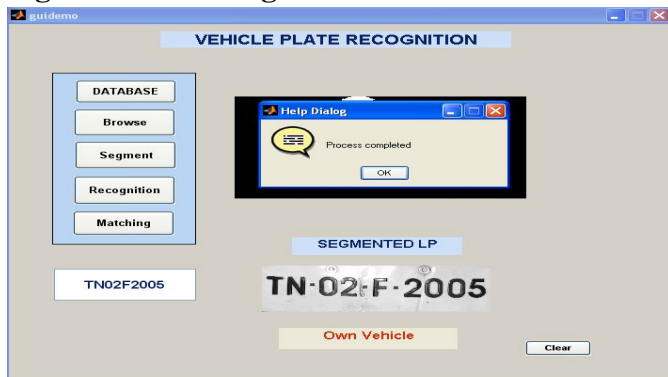 guidemo
VEHICLE PLATE RECOGNITION
DATABASE
Browse
Segment
Recognition
Matching
Help Dialog
Process completed
OK
SEGMENTED LP
TN02F2005
TN-02-F-2005
Own Vehicle
Clear